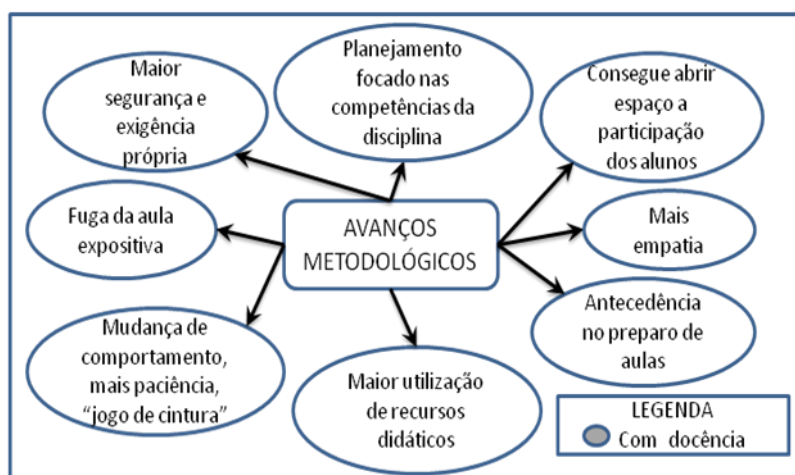 Maior
segurança e
exigência
própria
Planejamento
focado nas
competências da
disciplina
Consegue abrir
espaço a
participação
dos alunos
Fuga da aula
expositiva
AVANÇOS
METODOLÓGICOS
Mais
empatia
Mudança de
comportamento,
mais paciência,
“jogo de cintura”
Maior utilização
de recursos
didáticos
Antecedência
no preparo de
aulas
LEGENDA
Com docência